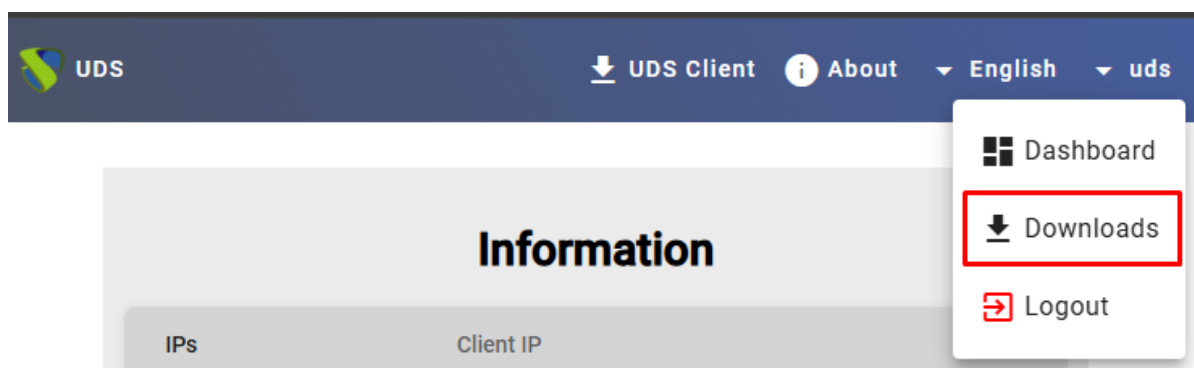 UDS UDS Client About English uds
Dashboard
Downloads
Information
Logout
IPs Client IP